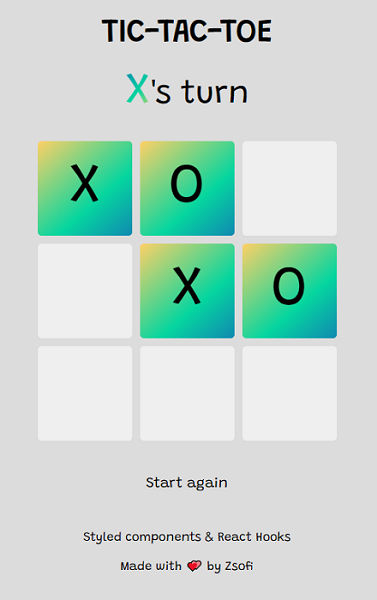 TIC-TAC-TOE
X's turn
X O
X O
Start again
Styled components & React Hooks
Made with ❤ by Zsofi